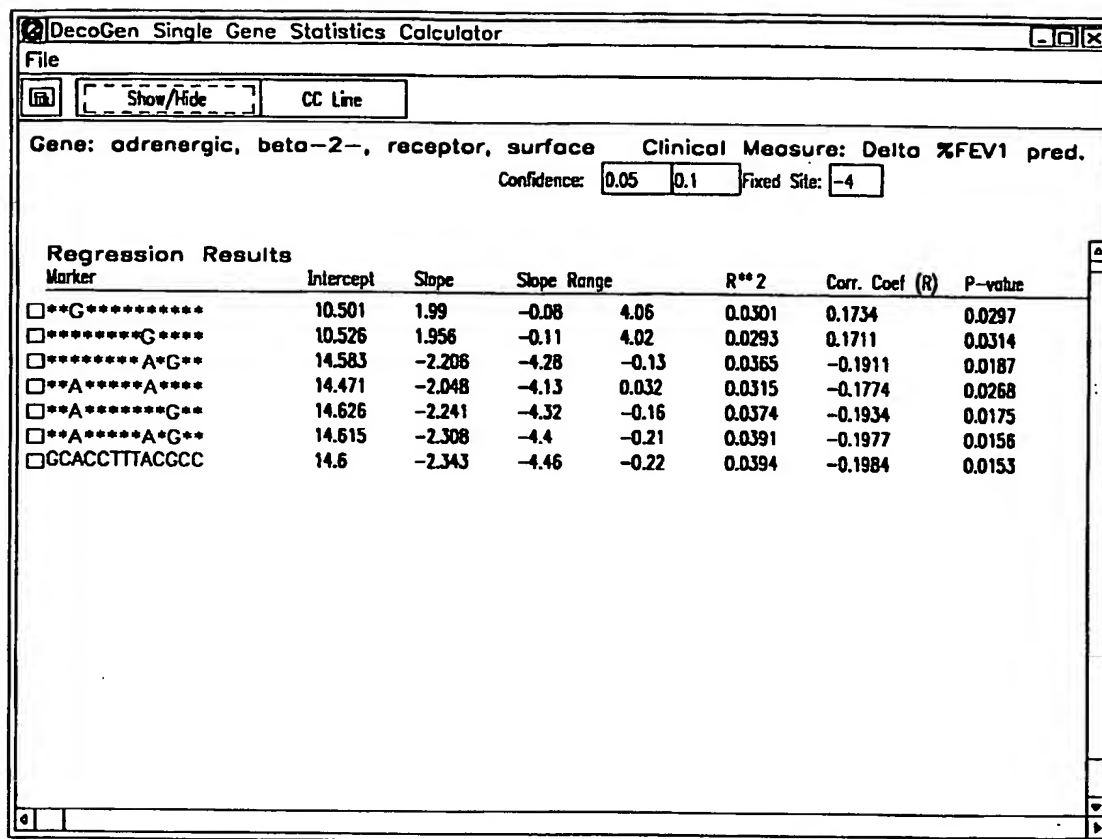 DecoGen Single Gene Statistics Calculator
File
Show/Hide CC Line
Gene: adrenergic, beta-2-, receptor, surface Clinical Measure: Delta %FEV1 pred.
Confidence: 0.05 0.1 Fixed Site: -4
Regression Results
Marker Intercept Slope Slope Range R**2 Corr. Coef (R) P-value
**G********** 10.501 1.99 -0.08 4.06 0.0301 0.1734 0.0297
********G**** 10.526 1.956 -0.11 4.02 0.0293 0.1711 0.0314
********A*G** 14.583 -2.206 -4.28 -0.13 0.0365 -0.1911 0.0187
**A*****A**** 14.471 -2.048 -4.13 0.032 0.0315 -0.1774 0.0268
**A*******G** 14.626 -2.241 -4.32 -0.16 0.0374 -0.1934 0.0175
**A*****A*G** 14.615 -2.308 -4.4 -0.21 0.0391 -0.1977 0.0156
GCACCTTTACGCC 14.6 -2.343 -4.46 -0.22 0.0394 -0.1984 0.0153